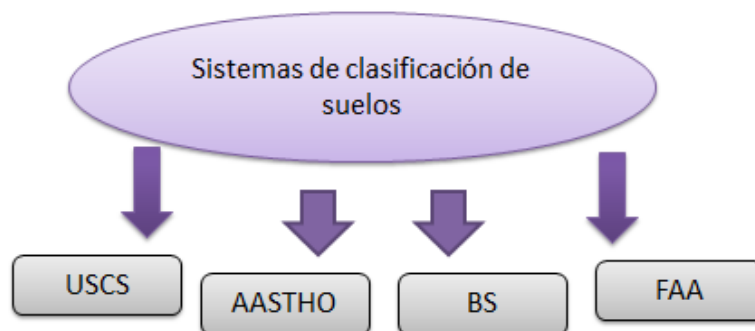 Sistemas de clasificación de
suelos
USCS
AASTHO
BS
FAA